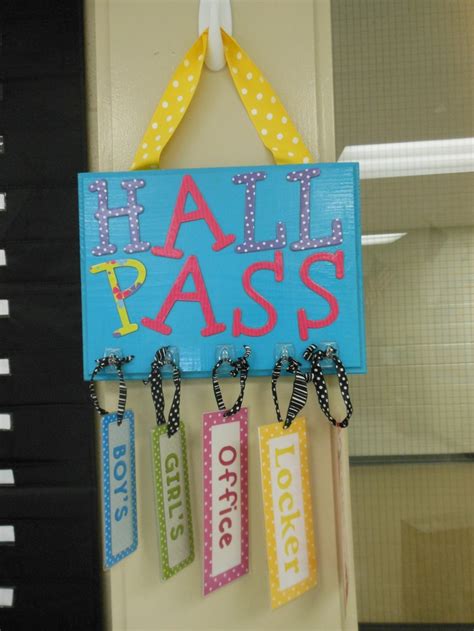 HALL
PASS
BOY'S
GIRL'S
Office
Locker